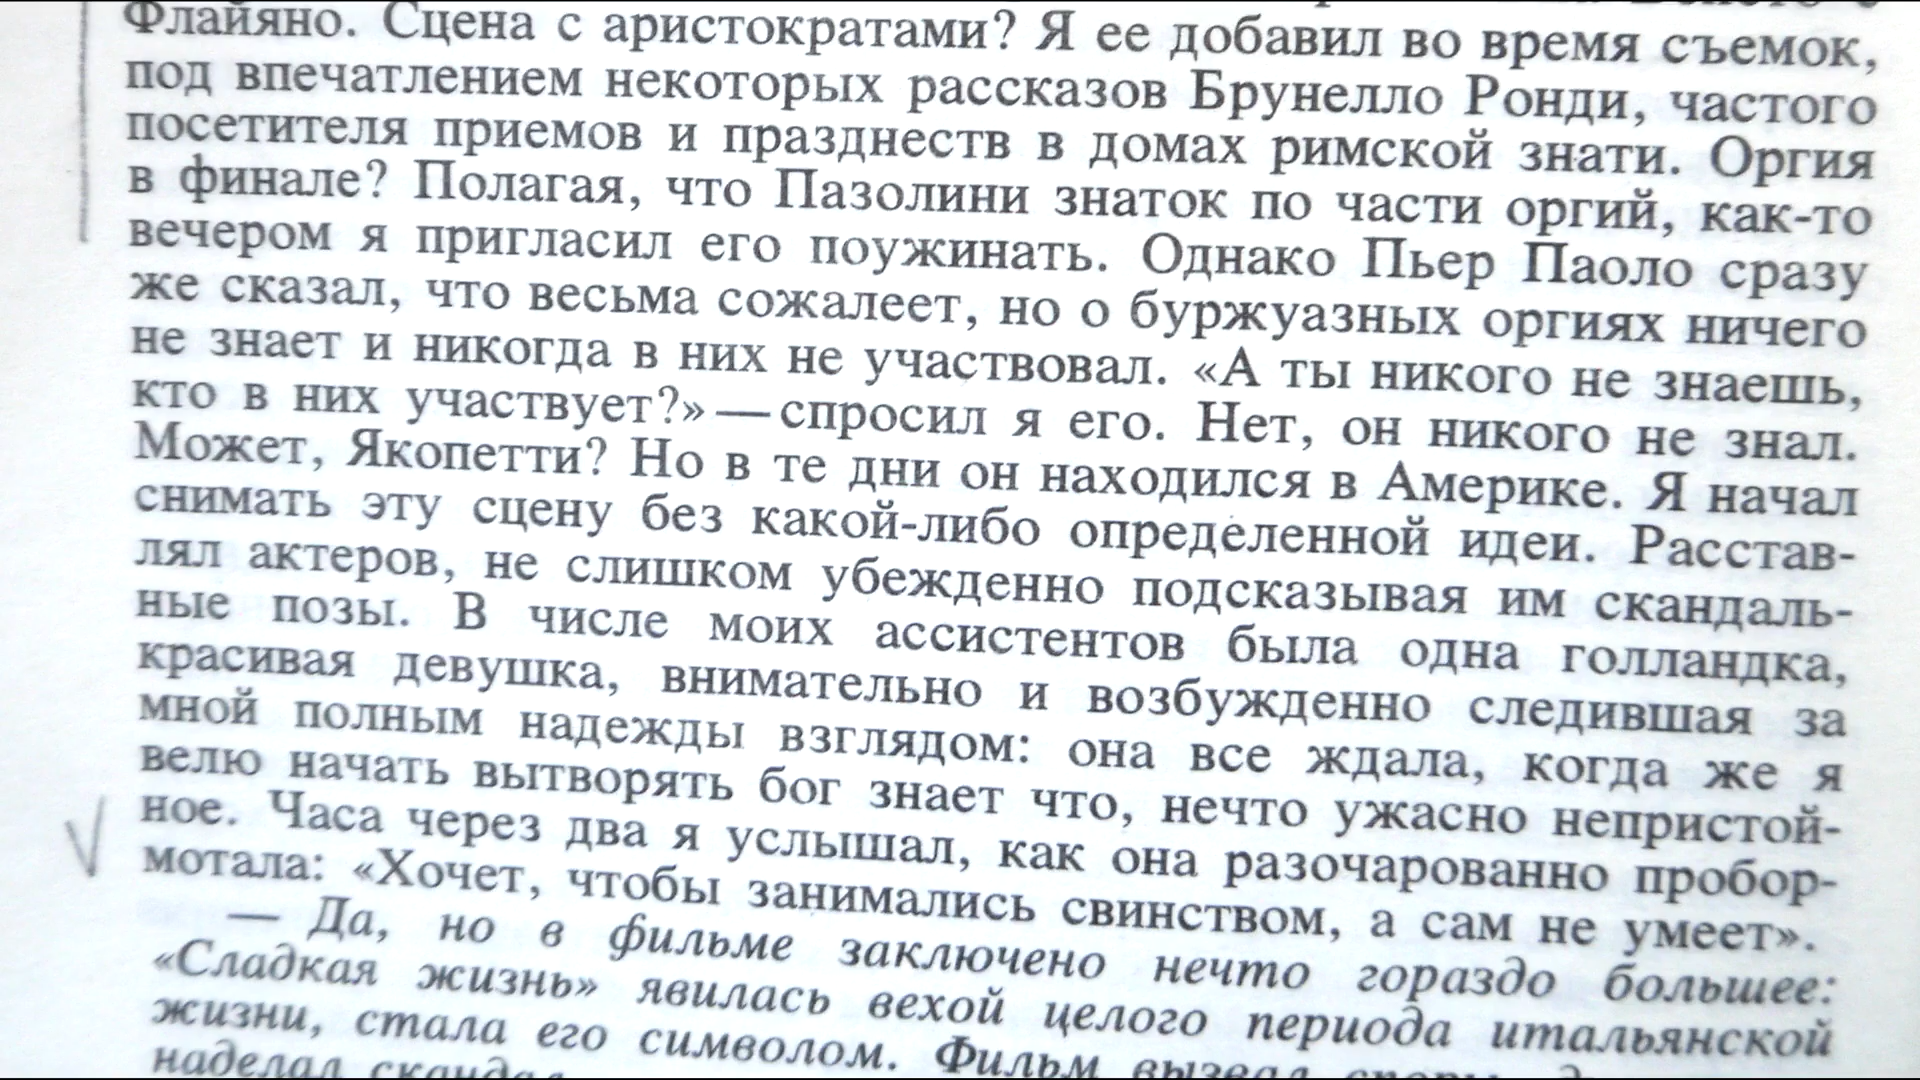 Флайяно. Сцена с аристократами? Я ее добавил во время съемок,
под впечатлением некоторых рассказов Брунелло Ронди, частого
посетителя приемов и празднеств в домах римской знати. Оргия
в финале? Полагая, что Пазолини знаток по части оргий, как-то
вечером я пригласил его поужинать. Однако Пьер Паоло сразу
же сказал, что весьма сожалеет, но о буржуазных оргиях ничего
не знает и никогда в них не участвовал. «А ты никого не знаешь,
кто в них участвует?» — спросил я его. Нет, он никого не знал.
Может, Якопетти? Но в те дни он находился в Америке. Я начал
снимать эту сцену без какой-либо определенной идеи. Расстав-
лял актеров, не слишком убежденно подсказывая им скандаль-
ные позы. В числе моих ассистентов была одна голландка,
красивая девушка, внимательно и возбужденно следившая за
мной полным надежды взглядом: она все ждала, когда же я
велю начать вытворять бог знает что, нечто ужасно непристой-
ное. Часа через два я услышал, как она разочарованно пробор-
мотала: «Хочет, чтобы занимались свинством, а сам не умеет».
— Да, но в фильме заключено нечто гораздо большее:
«Сладкая жизнь» явилась вехой целого периода итальянской
жизни, стала его символом. Фильм вызвал
наделал